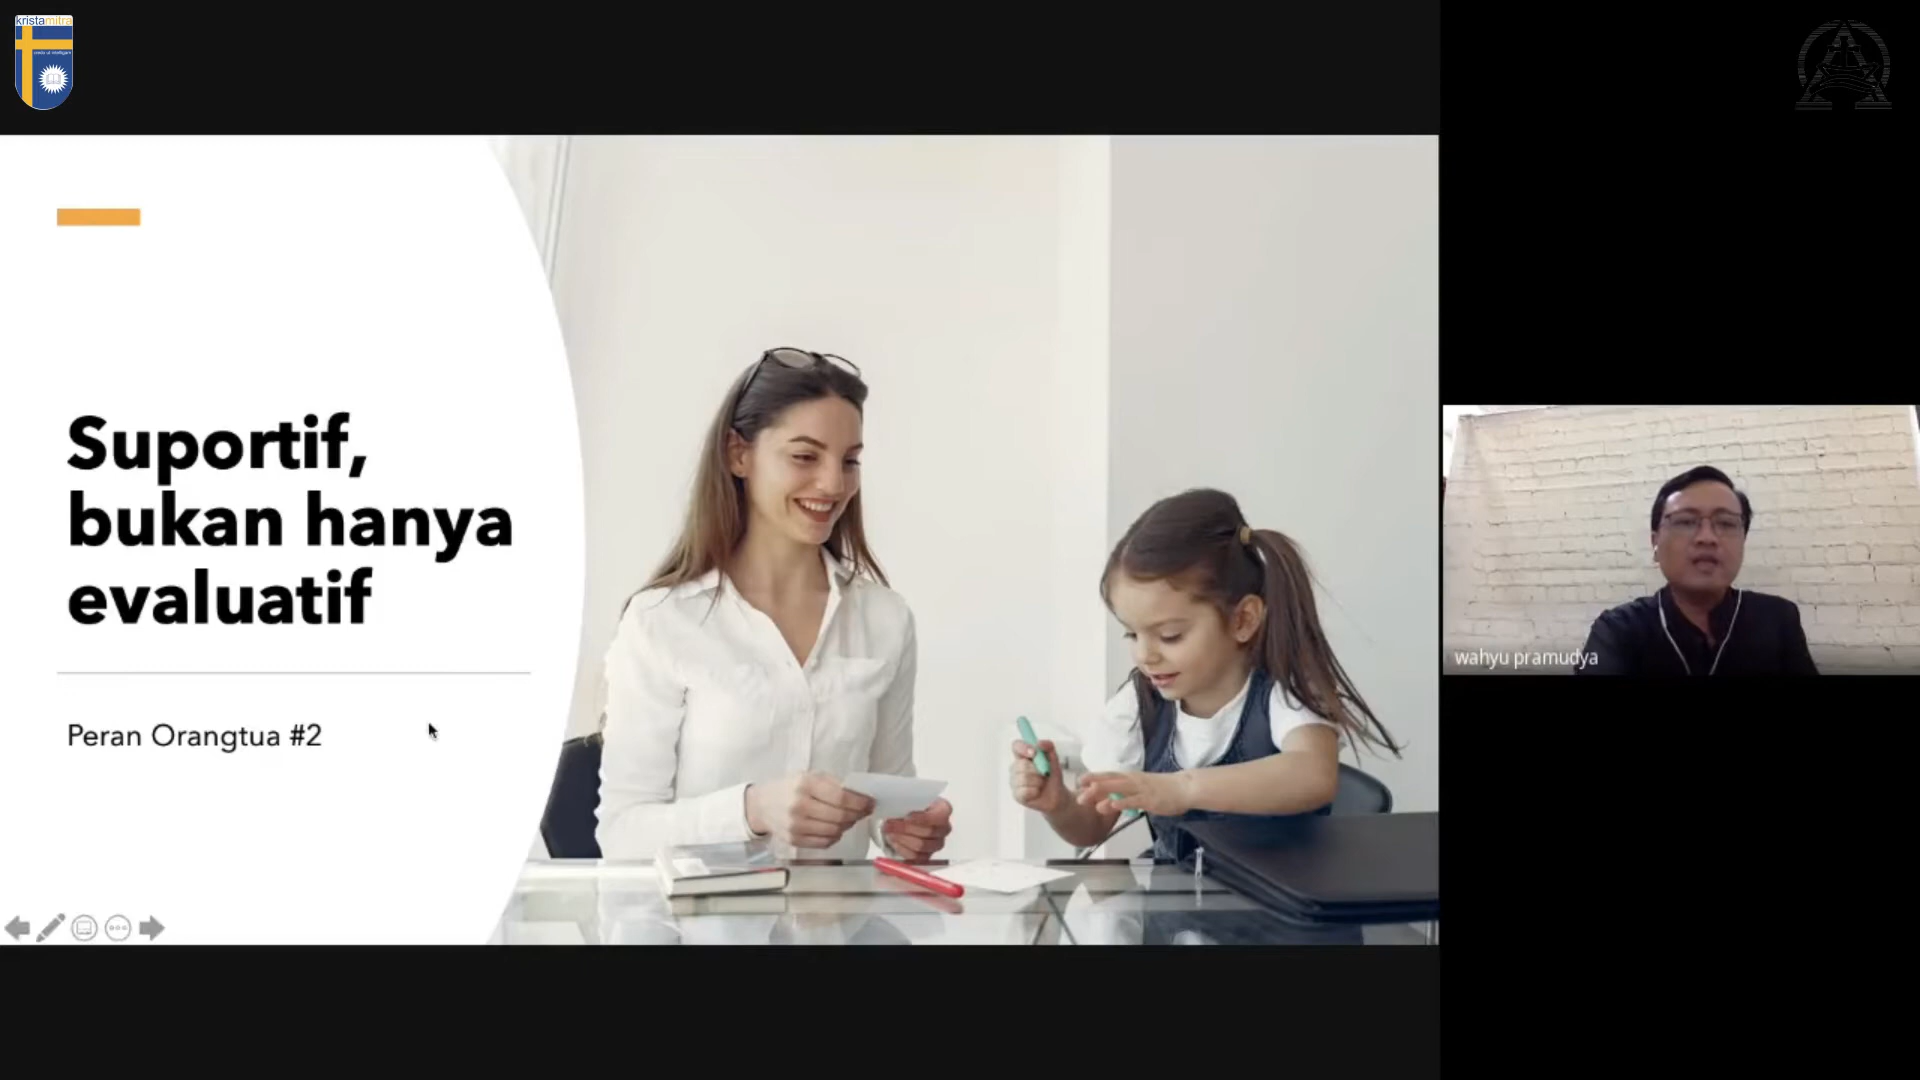 kristamitra
Suportif,
bukan hanya
evaluatif
Peran Orangtua #2
wahyu pramudya